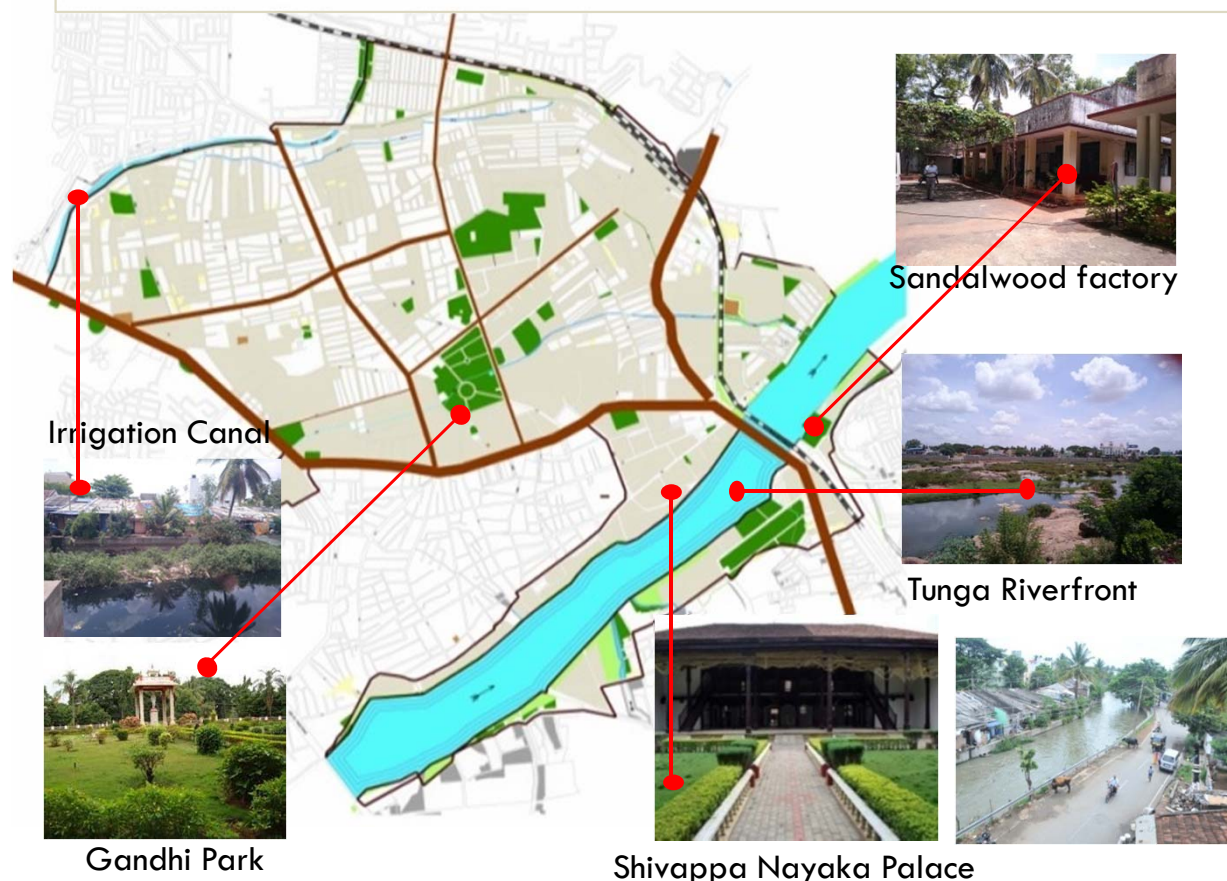 Sandalwood factory
Irrigation Canal
Tunga Riverfront
Gandhi Park
Shivappa Nayaka Palace